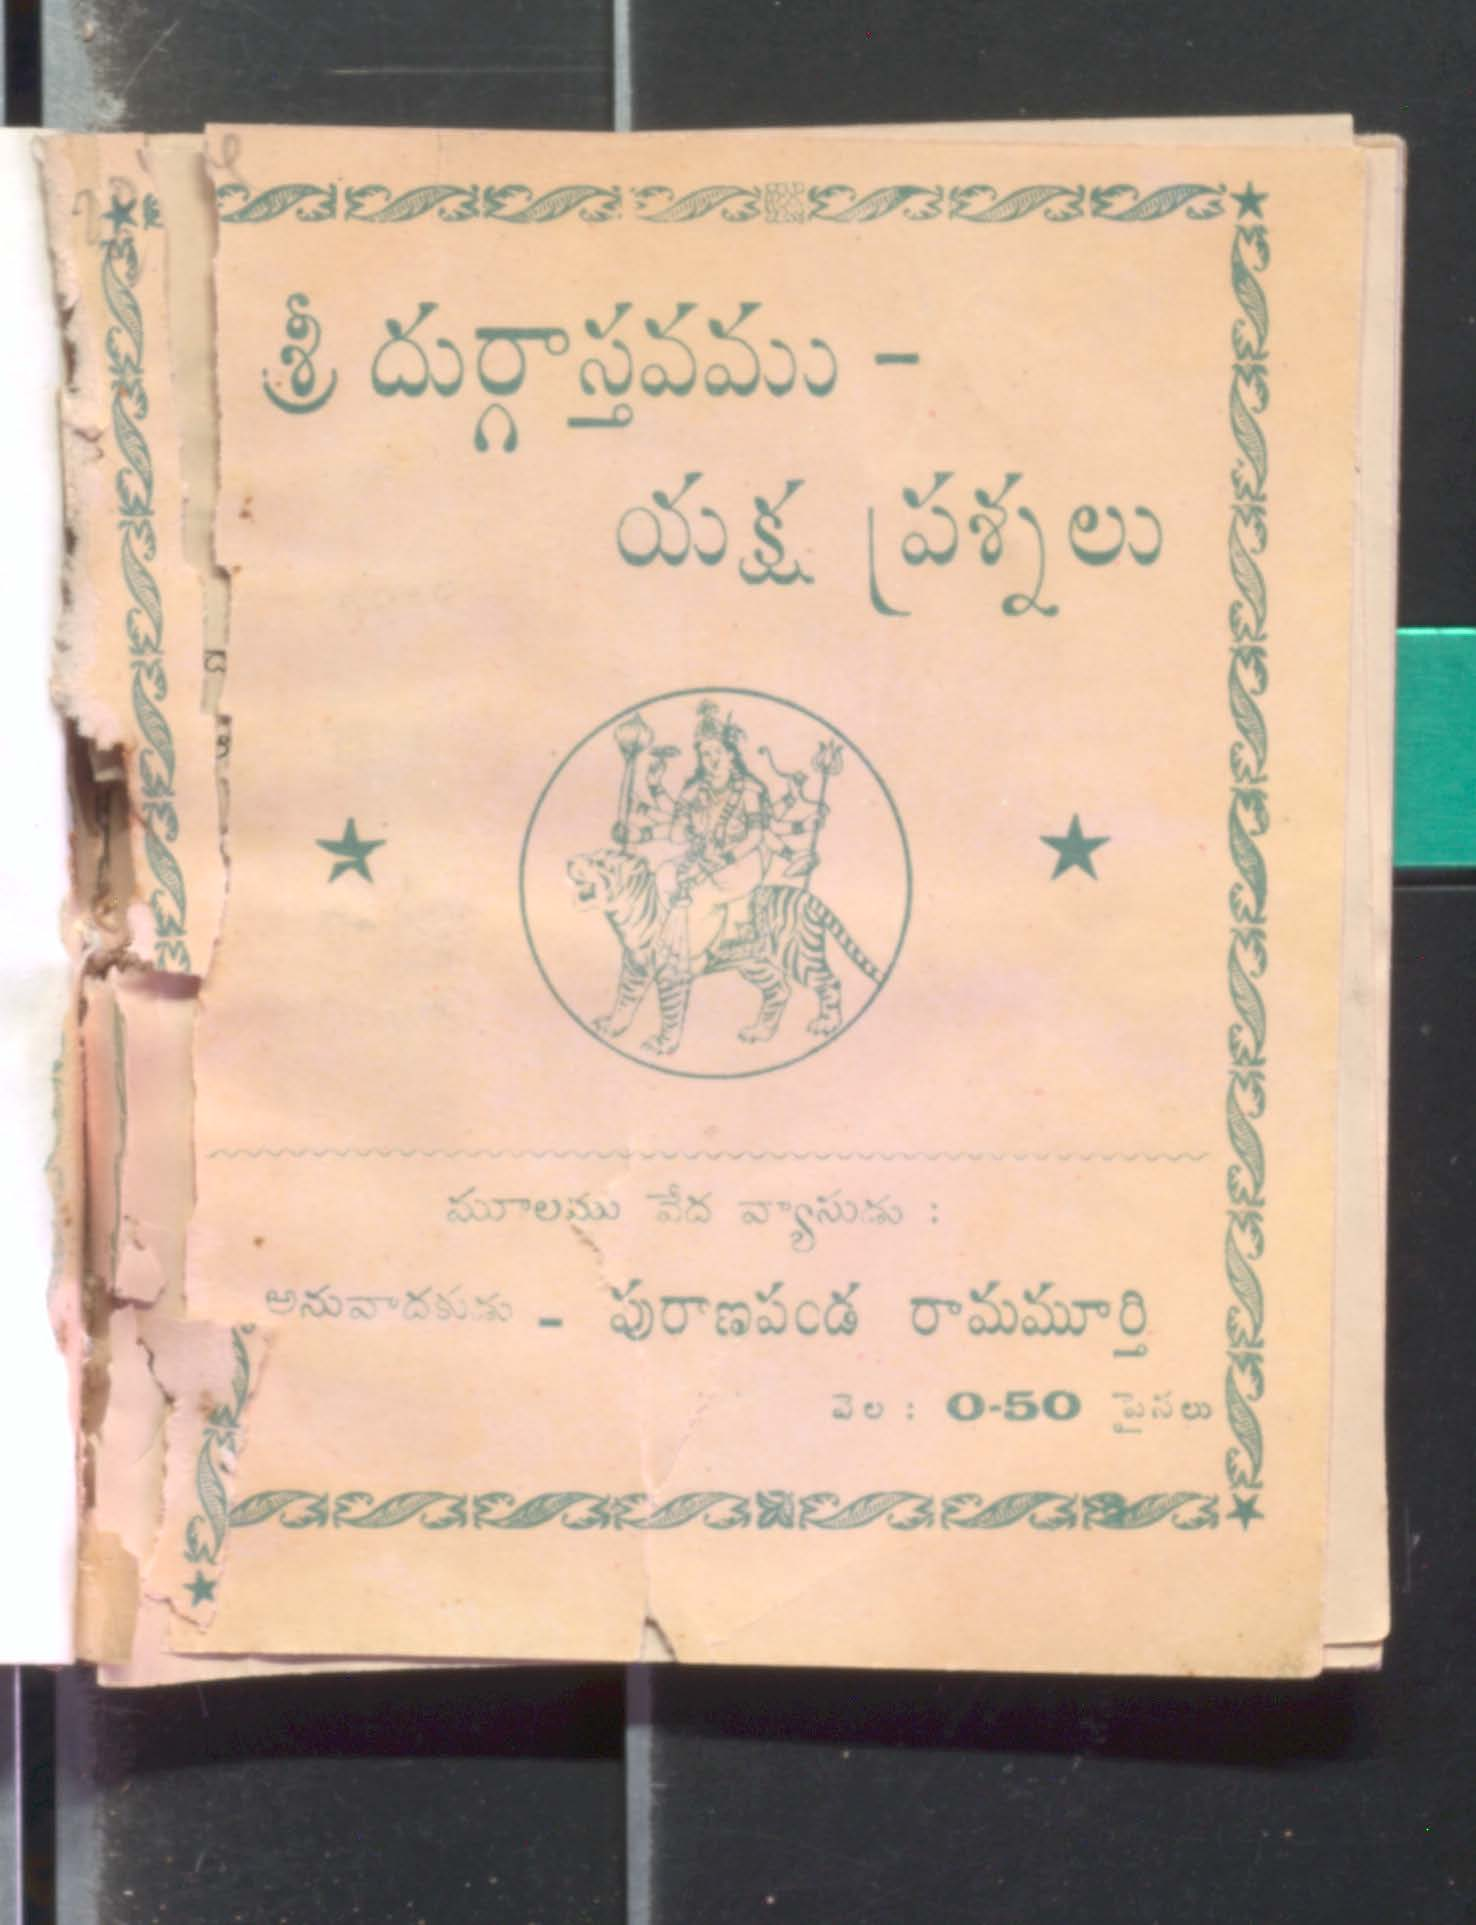 శ్రీ దుర్గాస్తవము -
యక్ష ప్రశ్నలు
మూలము వేద వ్యాసుడు :
అనువాదకుడు - పురాణపండ రామమూర్తి
వెల : 0-50 పైసలు